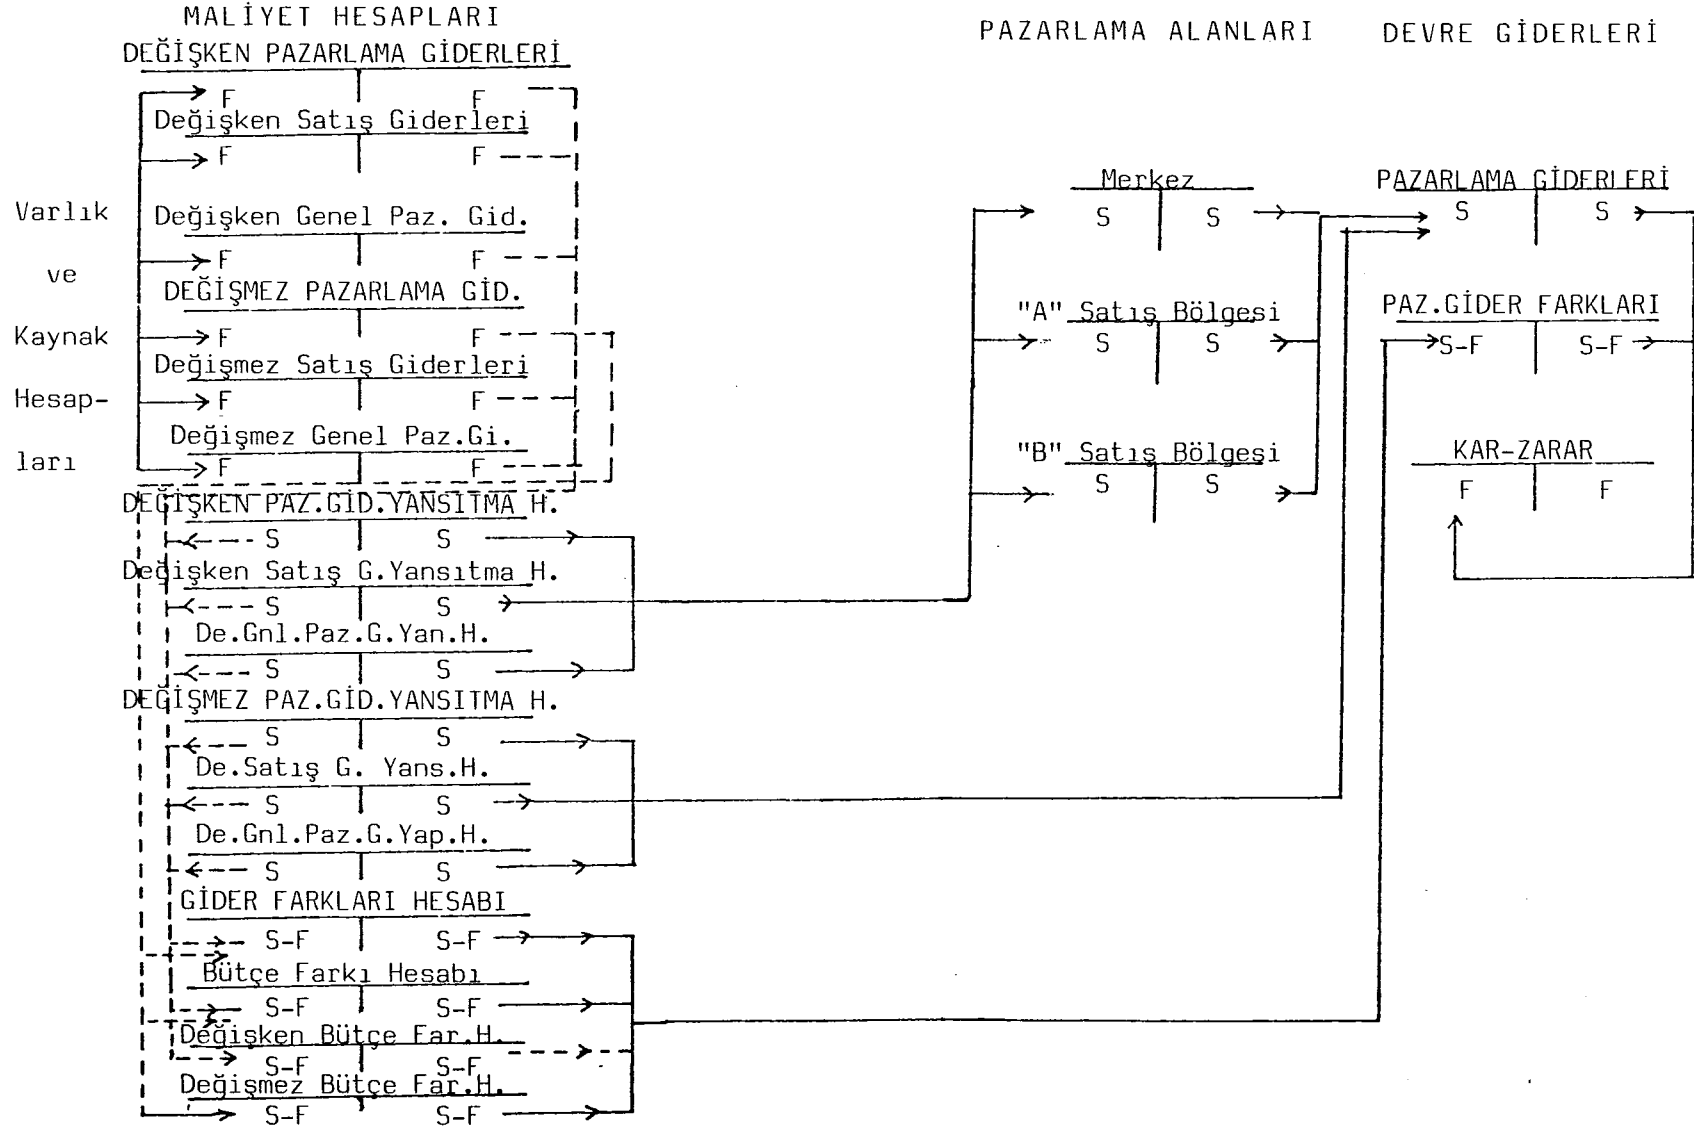 MALİYET HESAPLARI
DEĞİŞKEN PAZARLAMA GİDERLERİ
F F
Değişken Satış Giderleri
F F
Değişken Genel Paz. Gid.
F F
DEĞİŞMEZ PAZARLAMA GİD.
F F
Değişmez Satış Giderleri
F F
Değişmez Genel Paz.Gi.
F F
Varlık
ve
Kaynak
Hesap-
ları
DEĞİŞKEN PAZ.GİD.YANSITMA H.
S S
Değişken Satış G.Yansıtma H.
S S
De.Gnl.Paz.G.Yan.H.
S S
DEĞİŞMEZ PAZ.GİD.YANSITMA H.
S S
De.Satış G. Yans.H.
S S
De.Gnl.Paz.G.Yap.H.
S S
GİDER FARKLARI HESABI
S-F S-F
Bütçe Farkı Hesabı
S-F S-F
Değişken Bütçe Far.H.
S-F S-F
Değişmez Bütçe Far.H.
S-F S-F
PAZARLAMA ALANLARI
Merkez
S S
"A" Satış Bölgesi
S S
"B" Satış Bölgesi
S S
DEVRE GİDERLERİ
PAZARLAMA GİDERLERİ
S S
PAZ.GİDER FARKLARI
S-F S-F
KAR-ZARAR
F F